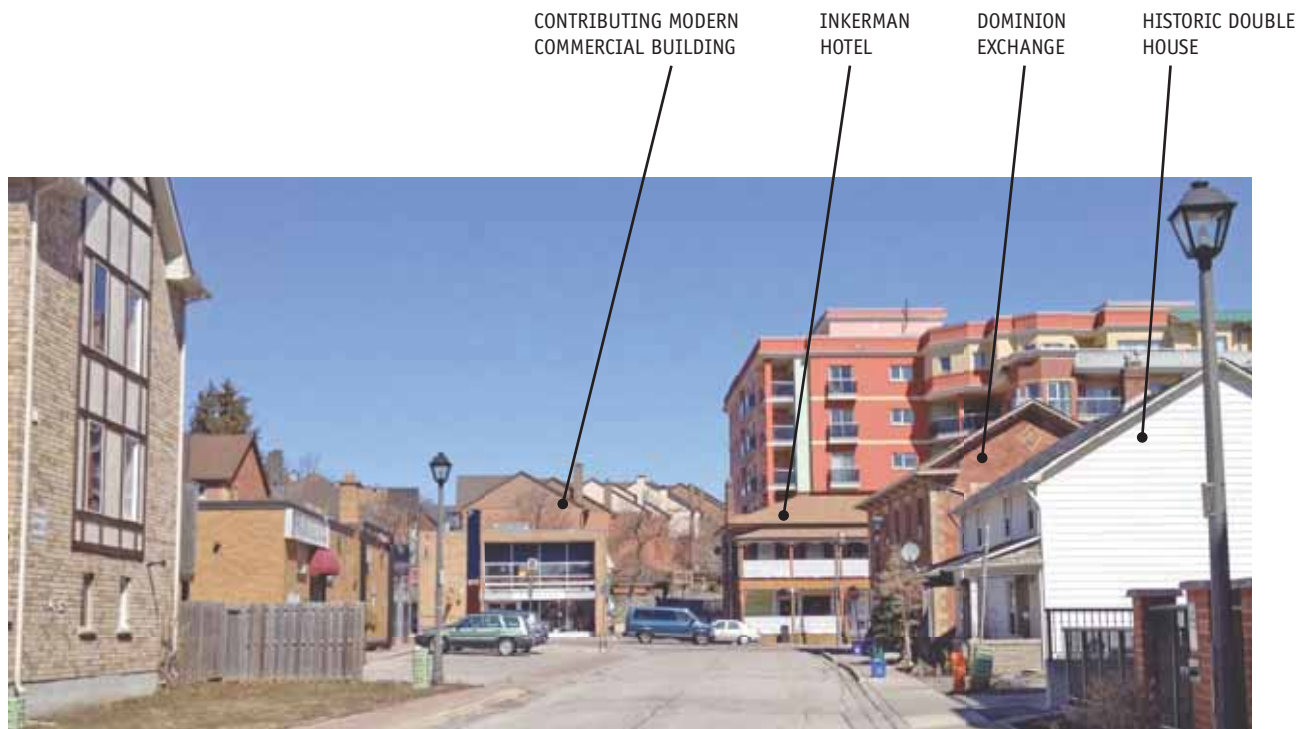 CONTRIBUTING MODERN
COMMERCIAL BUILDING
INKERMAN
HOTEL
DOMINION
EXCHANGE
HISTORIC DOUBLE
HOUSE